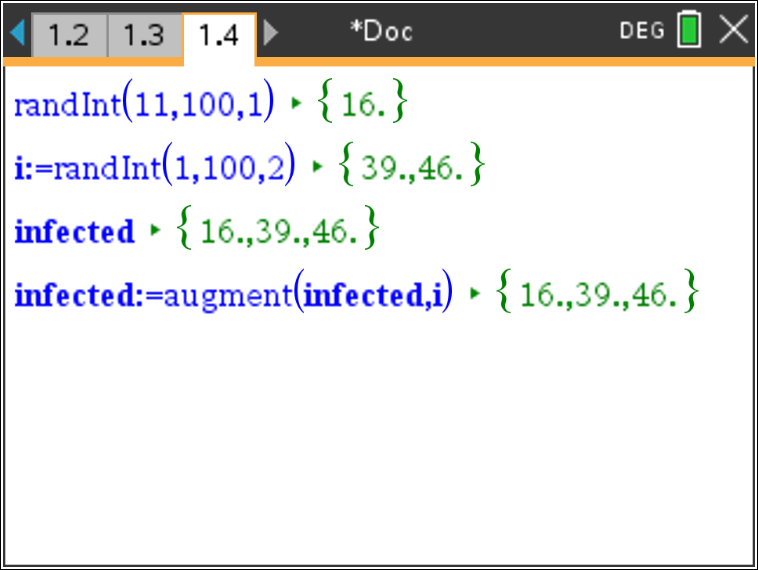 1.2 1.3 1.4 *Doc DEG
randInt(11,100,1) ▸ {16.}
i:=randInt(1,100,2) ▸ {39.,46.}
infected ▸ {16.,39.,46.}
infected:=augment(infected,i) ▸ {16.,39.,46.}